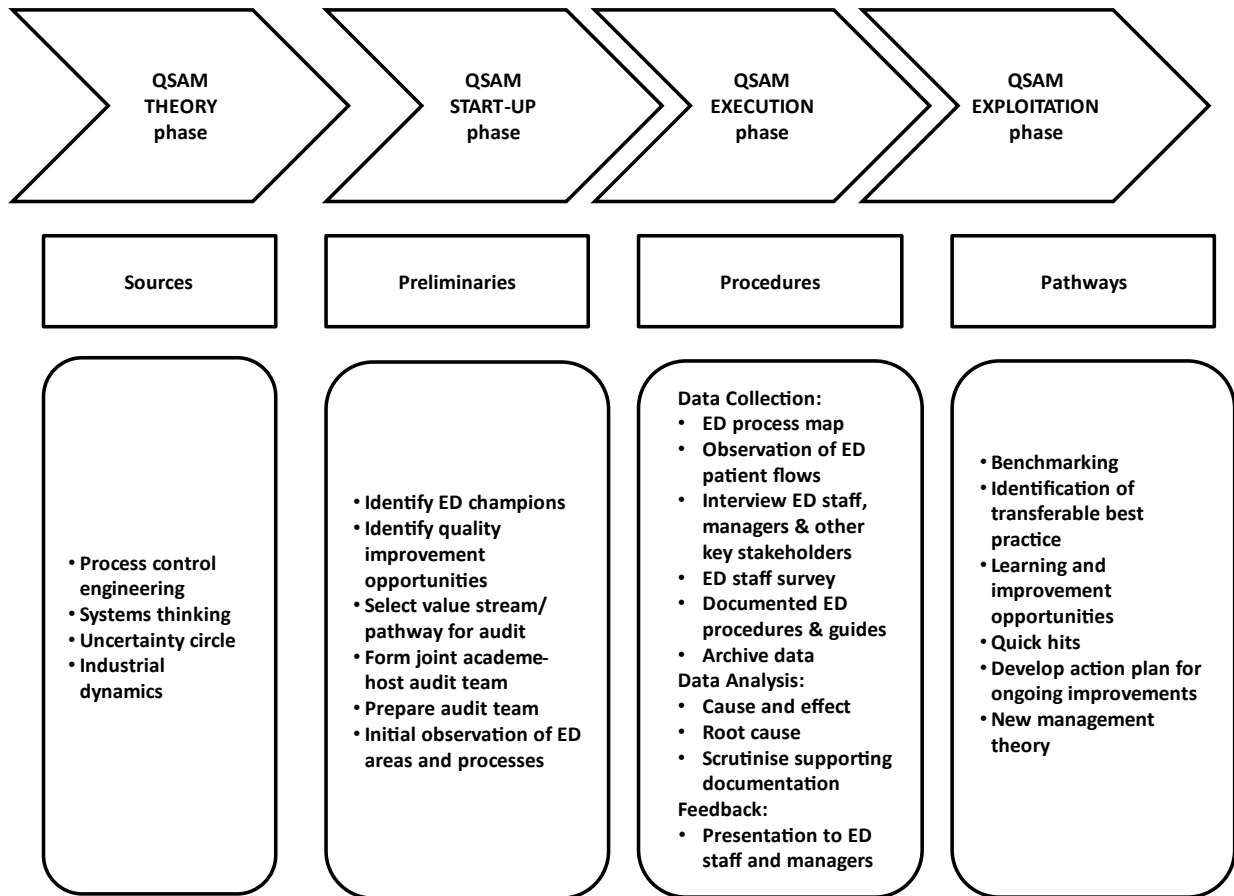 QSAM
THEORY
phase
QSAM
START-UP
phase
QSAM
EXECUTION
phase
QSAM
EXPLOITATION
phase
Sources
Preliminaries
Procedures
Pathways
• Process control
engineering
• Systems thinking
• Uncertainty circle
• Industrial
dynamics
• Identify ED champions
• Identify quality
improvement
opportunities
• Select value stream/
pathway for audit
• Form joint academe-
host audit team
• Prepare audit team
• Initial observation of ED
areas and processes
Data Collection:
• ED process map
• Observation of ED
patient flows
• Interview ED staff,
managers & other
key stakeholders
• ED staff survey
• Documented ED
procedures & guides
• Archive data
Data Analysis:
• Cause and effect
• Root cause
• Scrutinise supporting
documentation
Feedback:
• Presentation to ED
staff and managers
• Benchmarking
• Identification of
transferable best
practice
• Learning and
improvement
opportunities
• Quick hits
• Develop action plan for
ongoing improvements
• New management
theory